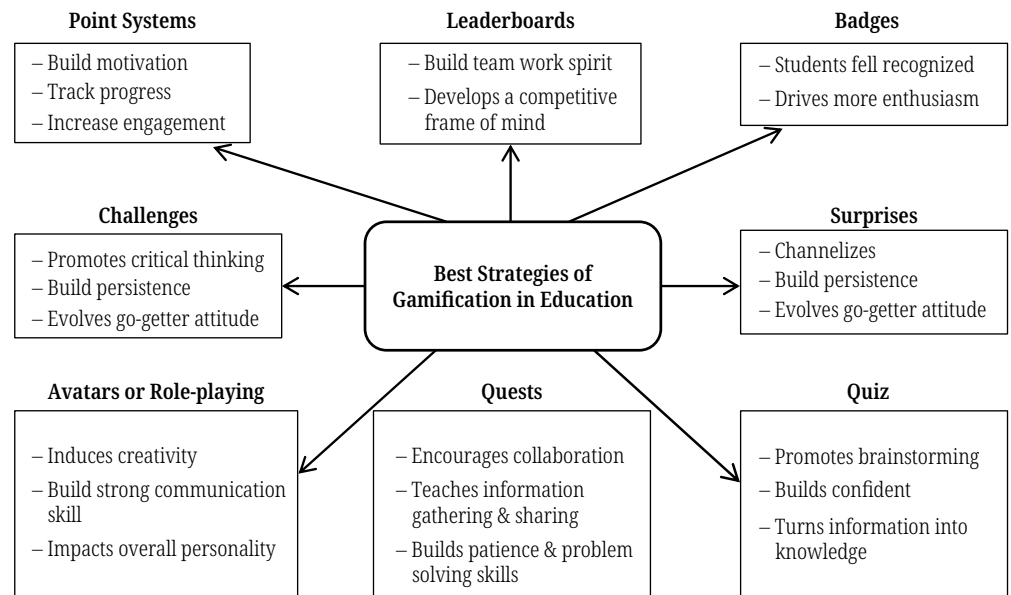 Point Systems
– Build motivation
– Track progress
– Increase engagement
Leaderboards
– Build team work spirit
– Develops a competitive
frame of mind
Badges
– Students fell recognized
– Drives more enthusiasm
Challenges
– Promotes critical thinking
– Build persistence
– Evolves go-getter attitude
Best Strategies of
Gamification in Education
Surprises
– Channelizes
– Build persistence
– Evolves go-getter attitude
Avatars or Role-playing
– Induces creativity
– Build strong communication
skill
– Impacts overall personality
Quests
– Encourages collaboration
– Teaches information
gathering & sharing
– Builds patience & problem
solving skills
Quiz
– Promotes brainstorming
– Builds confident
– Turns information into
knowledge